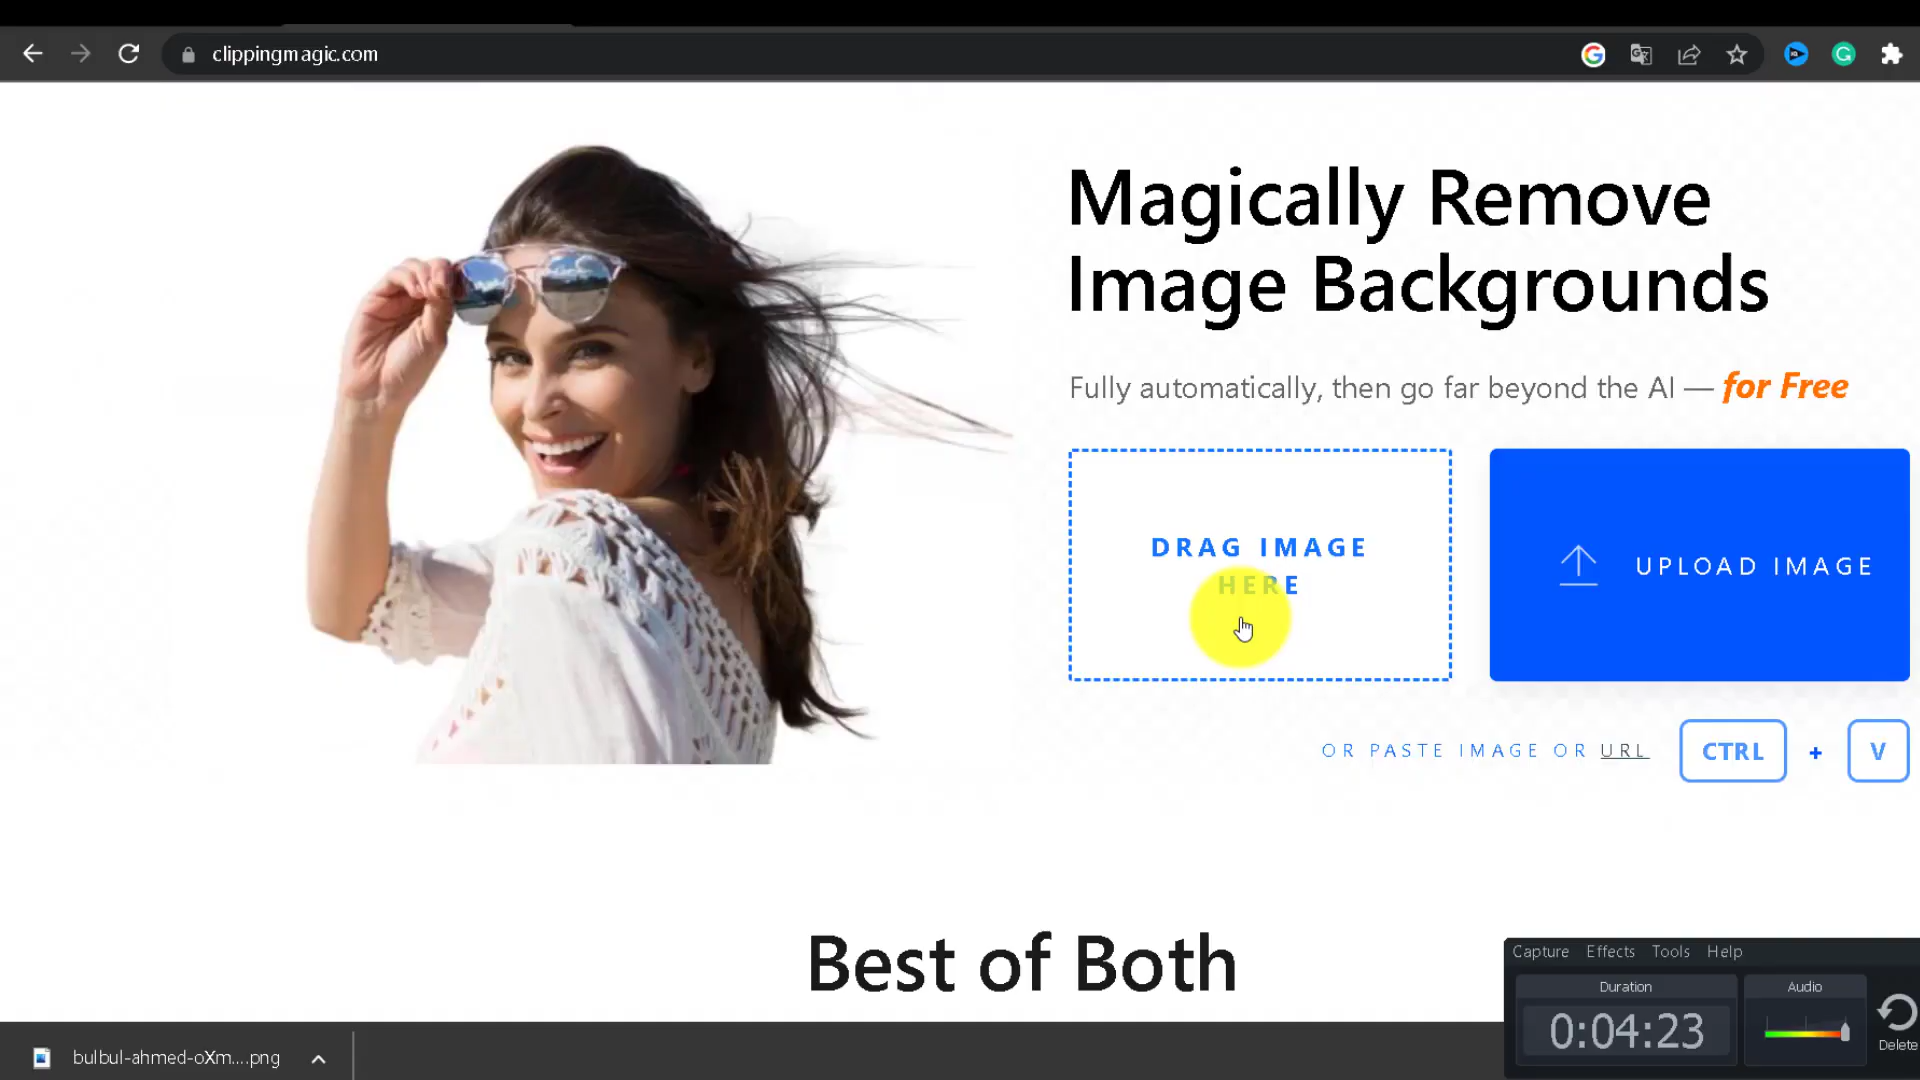 clippingmagic.com
Magically Remove
Image Backgrounds
Fully automatically, then go far beyond the AI — for Free
DRAG IMAGE
HERE
UPLOAD IMAGE
OR PASTE IMAGE OR URL CTRL + V
Best of Both
Capture Effects Tools Help
Duration
Audio
0:04:23
Delete
bulbul-ahmed-oXm....png